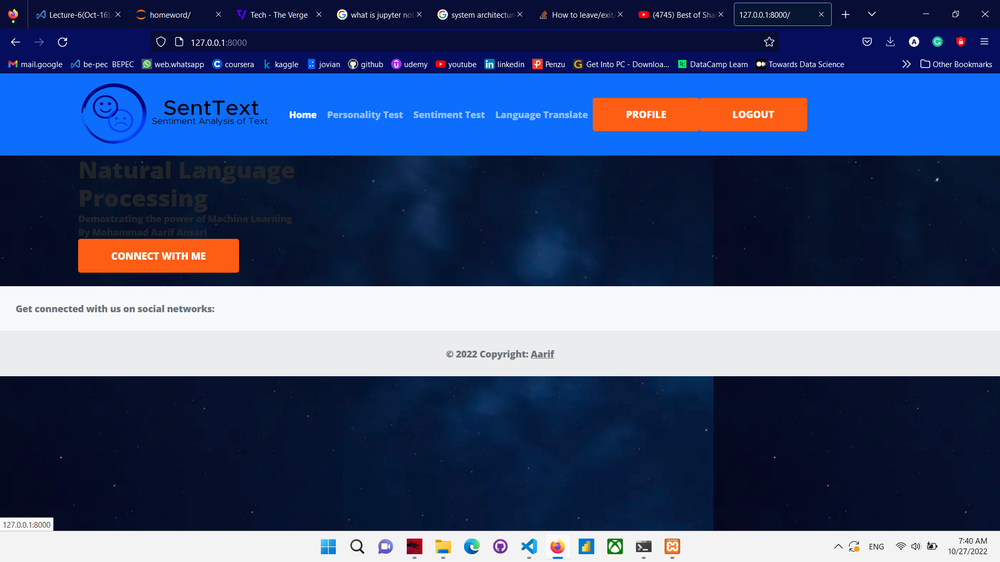 Lecture-6(Oct-16).
homeword/
Tech - The Verge
what is jupyter not
system architecture
How to leave/exit/
(4745) Best of Shal
127.0.0.1:8000/
127.0.0.1:8000
mail.google
be-pec BEPEC
web.whatsapp
coursera
kaggle
jovian
github
udemy
youtube
linkedin
Penzu
Get Into PC - Downloa...
DataCamp Learn
Towards Data Science
Other Bookmarks
SentText
Sentiment Analysis of Text
Home
Personality Test
Sentiment Test
Language Translate
PROFILE
LOGOUT
Natural Language
Processing
Demostrating the power of Machine Learning
By Mohammad Aarif Ansari
CONNECT WITH ME
Get connected with us on social networks:
© 2022 Copyright: Aarif
127.0.0.1:8000
ENG
7:40 AM
10/27/2022